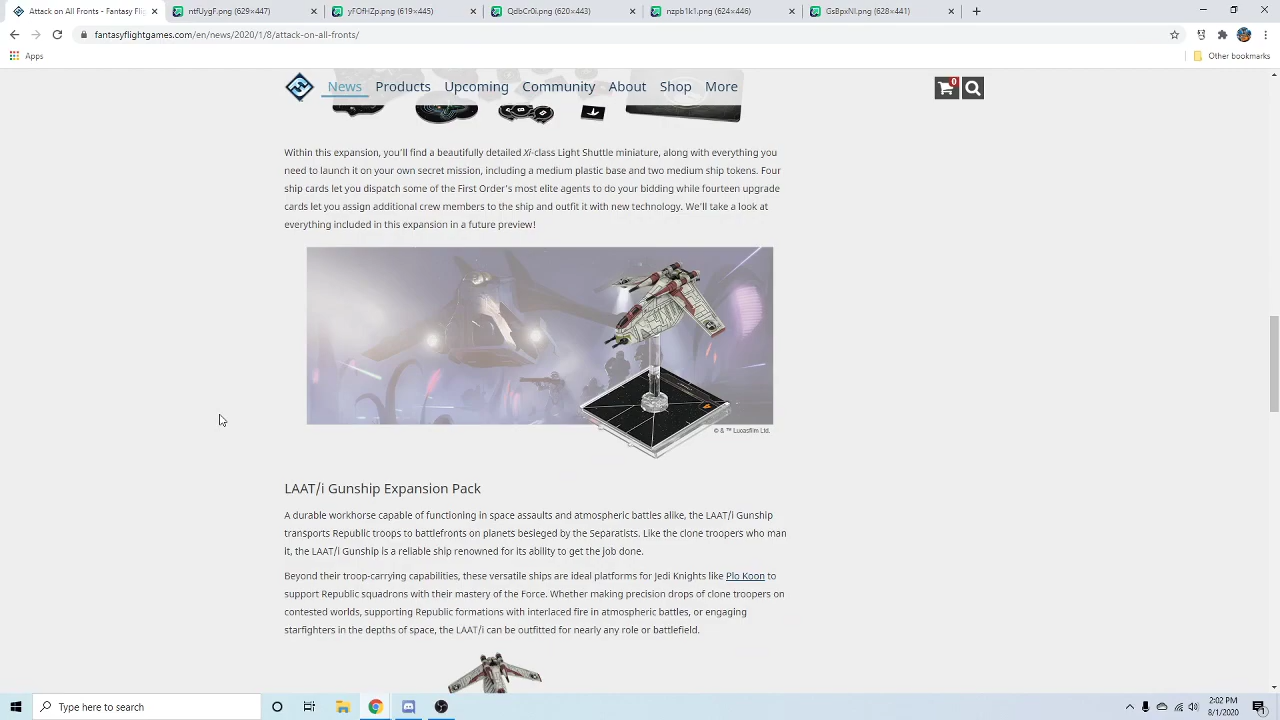 Attack on All Fronts - Fantasy Flig
ntfUygF.png (629×447)
yFDfHZp.png (619×445)
QdbCr0l.png (620×443)
nzpb1k1.png (624×446)
GsBpxNl.png (628×441)
fantasyflightgames.com/en/news/2020/1/8/attack-on-all-fronts/
Apps
Other bookmarks
News Products Upcoming Community About Shop More
0
Within this expansion, you'll find a beautifully detailed Xi-class Light Shuttle miniature, along with everything you
need to launch it on your own secret mission, including a medium plastic base and two medium ship tokens. Four
ship cards let you dispatch some of the First Order's most elite agents to do your bidding while fourteen upgrade
cards let you assign additional crew members to the ship and outfit it with new technology. We'll take a look at
everything included in this expansion in a future preview!
© & ™ Lucasfilm Ltd.
LAAT/i Gunship Expansion Pack
A durable workhorse capable of functioning in space assaults and atmospheric battles alike, the LAAT/i Gunship
transports Republic troops to battlefronts on planets besieged by the Separatists. Like the clone troopers who man
it, the LAAT/i Gunship is a reliable ship renowned for its ability to get the job done.
Beyond their troop-carrying capabilities, these versatile ships are ideal platforms for Jedi Knights like Plo Koon to
support Republic squadrons with their mastery of the Force. Whether making precision drops of clone troopers on
contested worlds, supporting Republic formations with interlaced fire in atmospheric battles, or engaging
starfighters in the depths of space, the LAAT/i can be outfitted for nearly any role or battlefield.
Type here to search
2:02 PM
8/1/2020